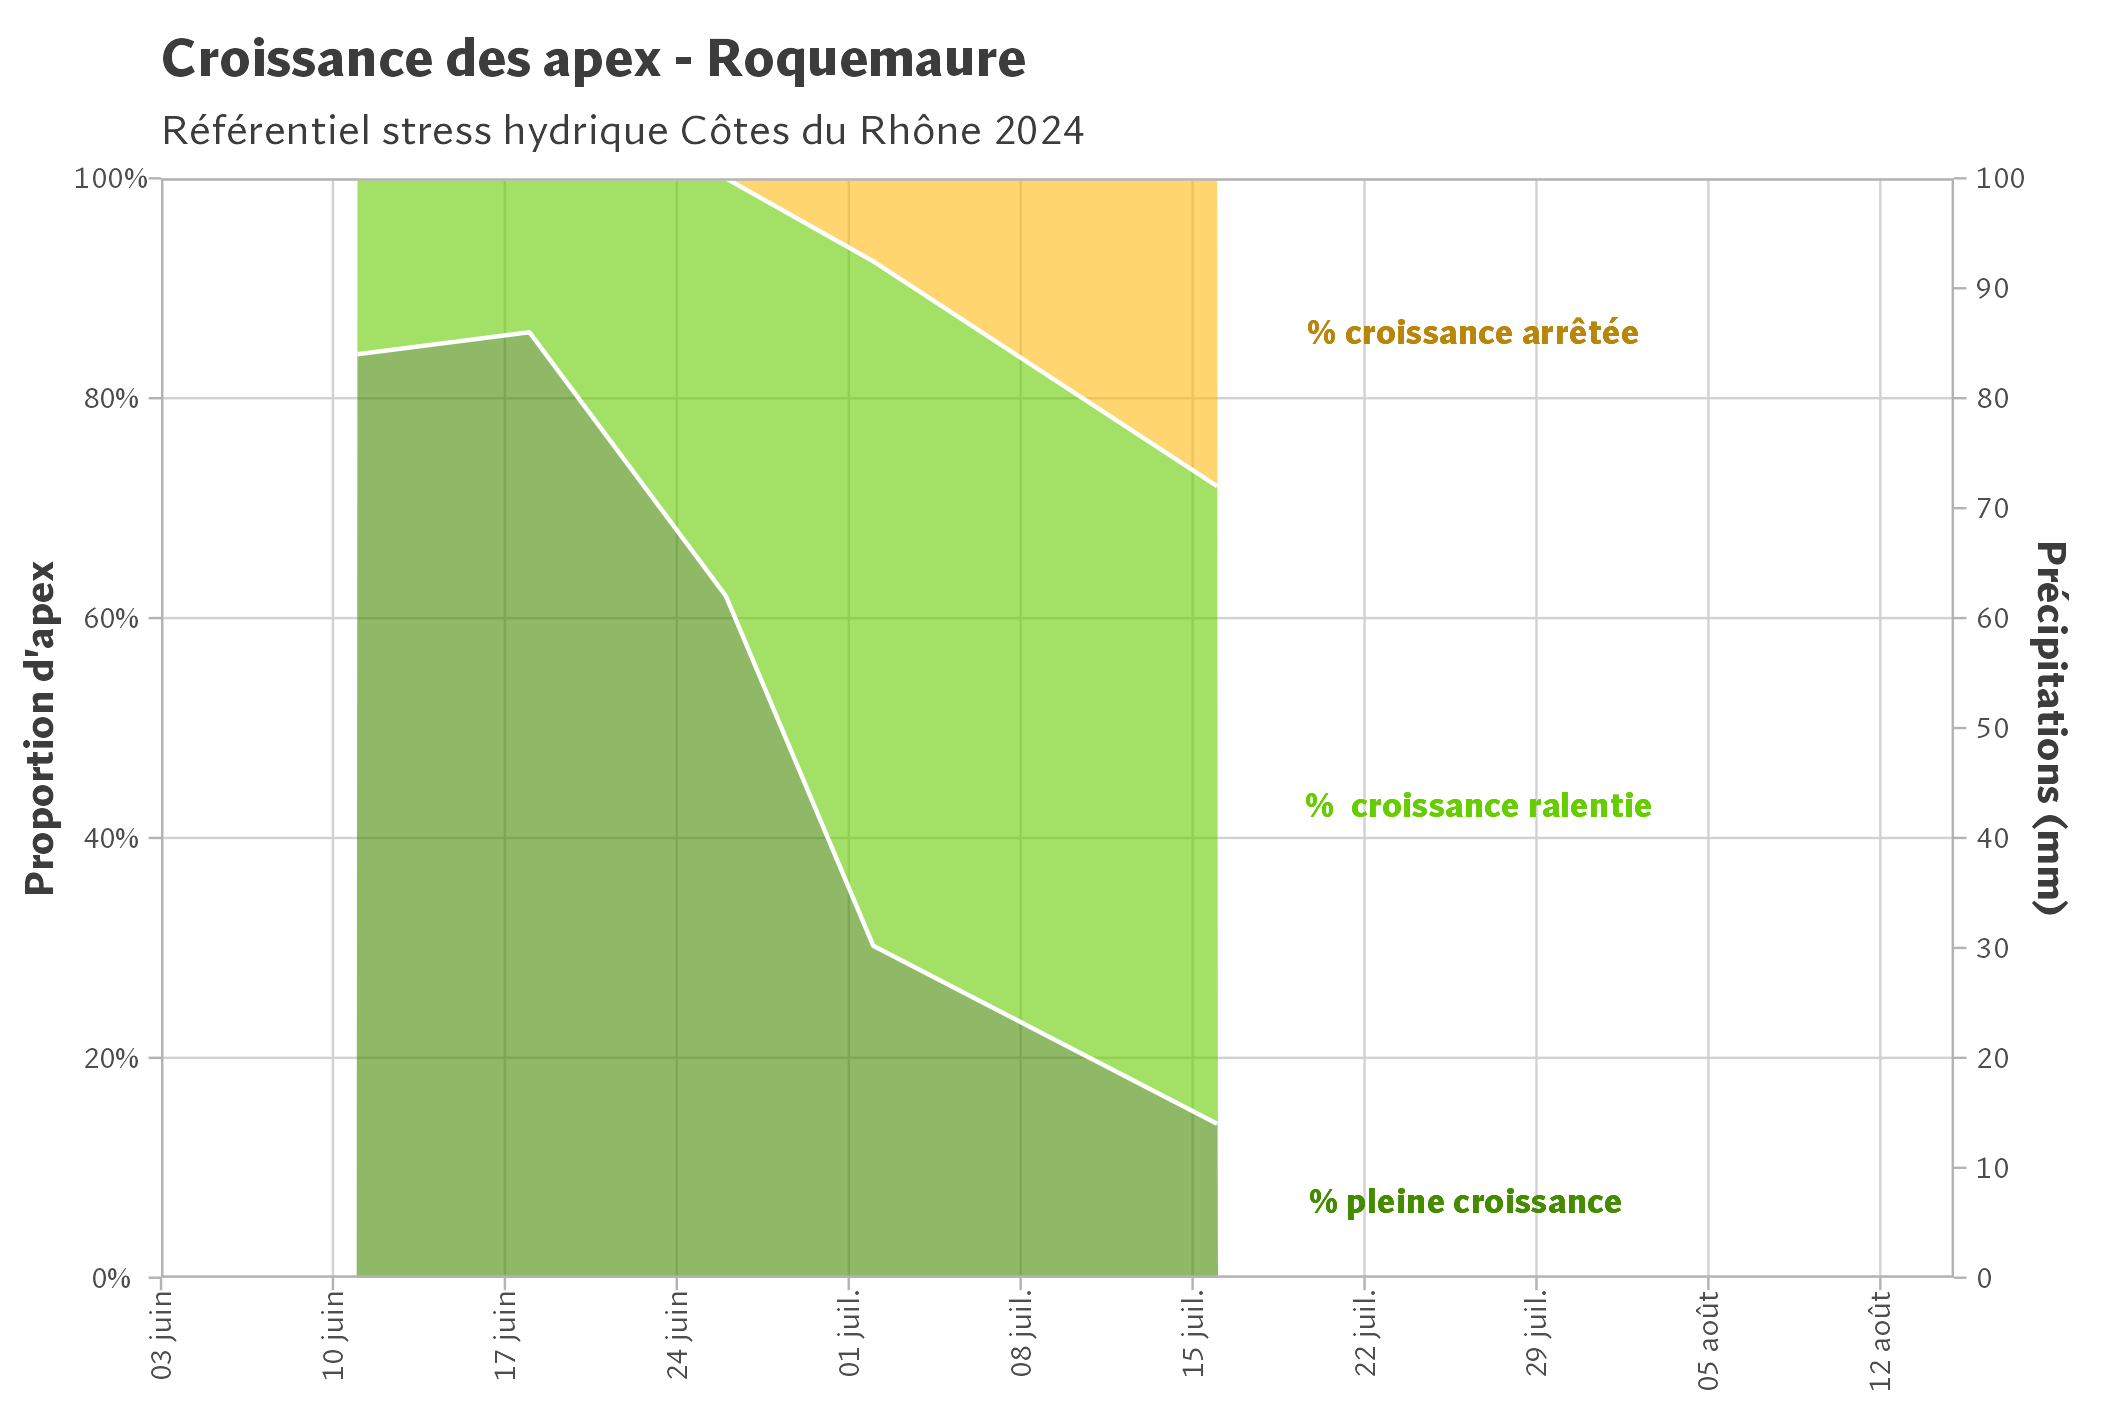 Croissance des apex - Roquemaure
Référentiel stress hydrique Côtes du Rhône 2024
Proportion d'apex
100%
80%
60%
40%
20%
0%
% croissance arrêtée
%  croissance ralentie
% pleine croissance
100
90
80
70
60
50
40
30
20
10
0
Précipitations (mm)
03 juin
10 juin
17 juin
24 juin
01 juil.
08 juil.
15 juil.
22 juil.
29 juil.
05 août
12 août